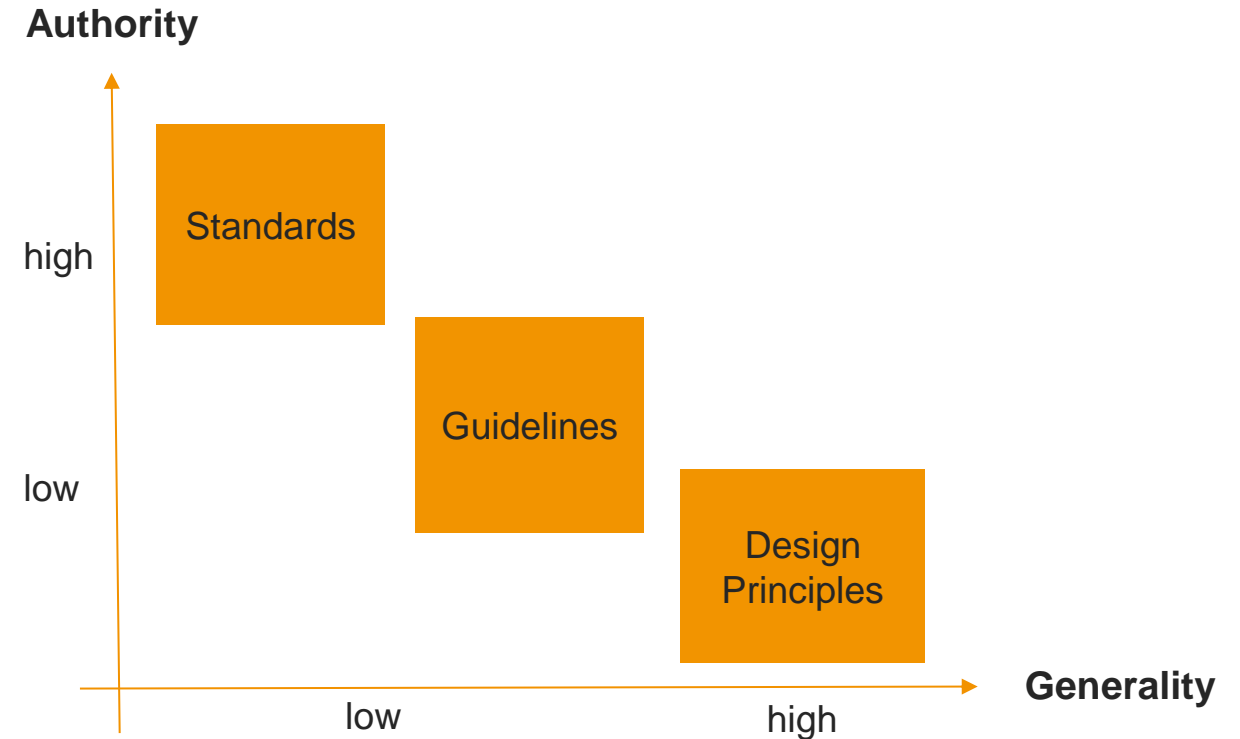 Authority
Standards
high
Guidelines
low
Design
Principles
Generality
low
high